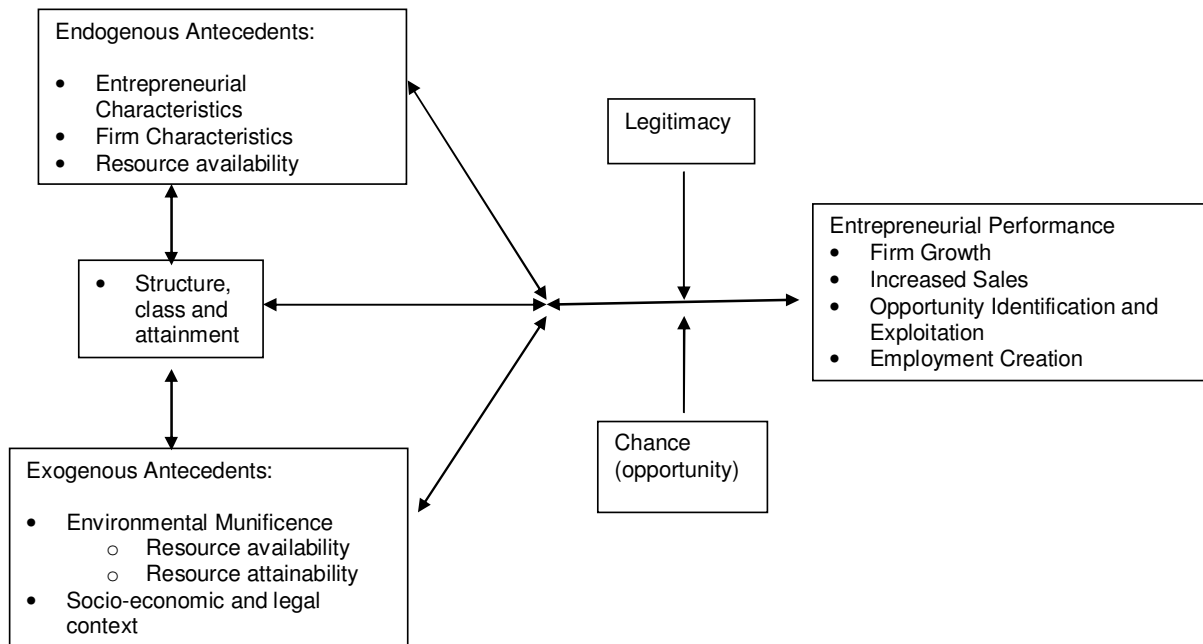 Endogenous Antecedents:
• Entrepreneurial
Characteristics
• Firm Characteristics
• Resource availability
Legitimacy
• Structure,
class and
attainment
Entrepreneurial Performance
• Firm Growth
• Increased Sales
• Opportunity Identification and
Exploitation
• Employment Creation
Chance
(opportunity)
Exogenous Antecedents:
• Environmental Munificence
o Resource availability
o Resource attainability
• Socio-economic and legal
context